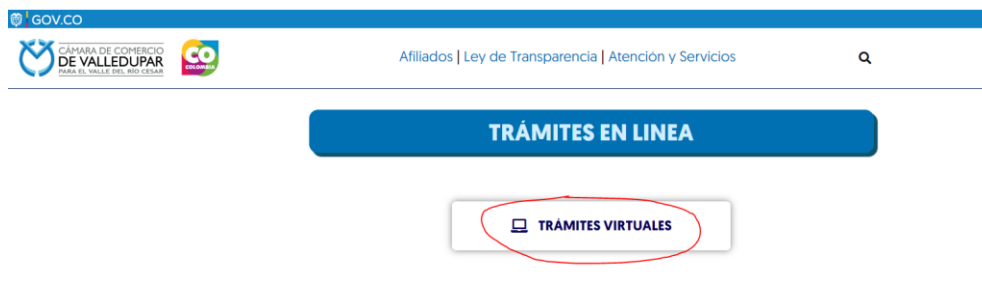 GOV.CO
CÁMARA DE COMERCIO
DE VALLEDUPAR
PARA EL VALLE DEL RÍO CESAR
CO
COLOMBIA
Afiliados | Ley de Transparencia | Atención y Servicios
TRÁMITES EN LINEA
TRÁMITES VIRTUALES